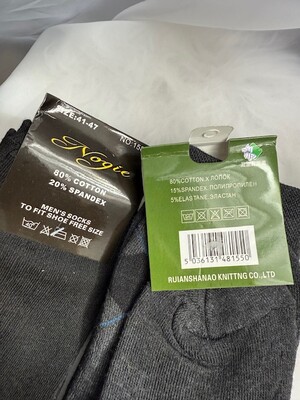 SIZE:41-47
Nogie
80% COTTON
20% SPANDEX
MEN'S SOCKS
TO FIT SHOE FREE SIZE
80%COTTON,Х ЛОПОК
15%SPANDEX, ПОЛИПРОПИЛЕН
5%ELASTANE, ЭЛАСТАН
5 036131 481550
RUIANSHANAO KNITTNG CO.,LTD